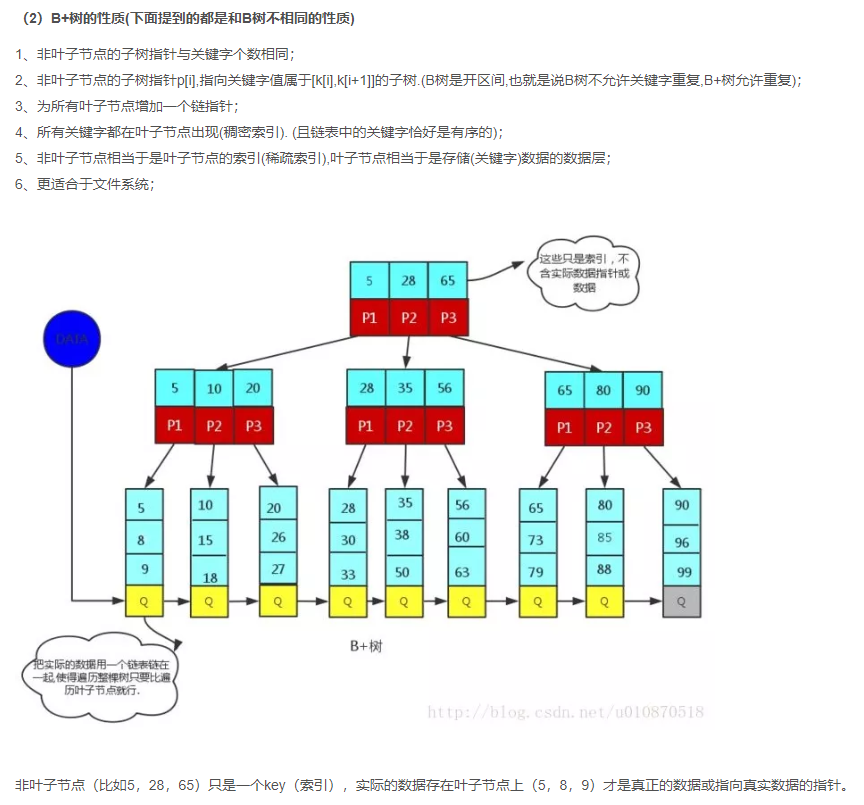 （2）B+树的性质(下面提到的都是和B树不相同的性质)
1、非叶子节点的子树指针与关键字个数相同；
2、非叶子节点的子树指针p[i],指向关键字值属于[k[i],k[i+1]]的子树.(B树是开区间,也就是说B树不允许关键字重复,B+树允许重复)；
3、为所有叶子节点增加一个链指针；
4、所有关键字都在叶子节点出现(稠密索引). (且链表中的关键字恰好是有序的)；
5、非叶子节点相当于是叶子节点的索引(稀疏索引),叶子节点相当于是存储(关键字)数据的数据层；
6、更适合于文件系统；
这些只是索引，不
含实际数据指针或
数据
5 28 65
P1 P2 P3
DATA
5 10 20
P1 P2 P3
28 35 56
P1 P2 P3
65 80 90
P1 P2 P3
5 10 20 28 35 56 65 80 90
8 15 26 30 38 60 73 85 96
9 18 27 33 50 63 79 88 99
Q Q Q Q Q Q Q Q Q
B+树
把实际的数据用一个链表链在
一起,使得遍历整棵树只要比遍
历叶子节点就行.
http://blog.csdn.net/u010870518
非叶子节点（比如5，28，65）只是一个key（索引），实际的数据存在叶子节点上（5，8，9）才是真正的数据或指向真实数据的指针。